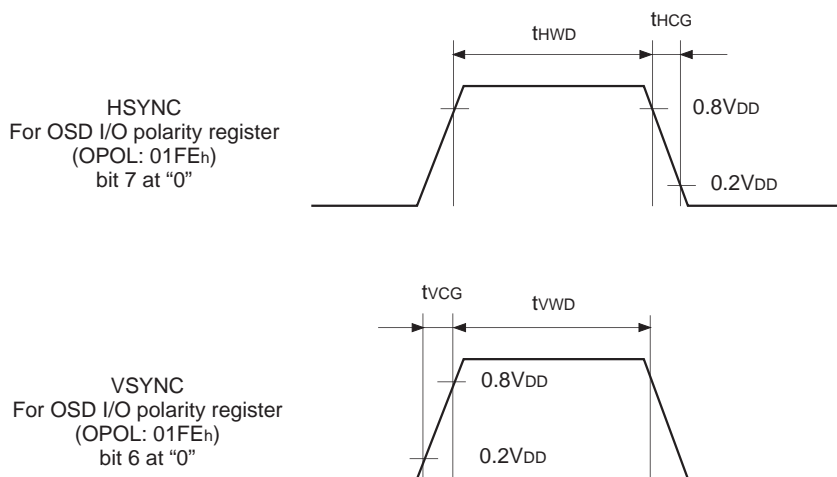 tHWD
tHCG
HSYNC
For OSD I/O polarity register
(OPOL: 01FEh)
bit 7 at “0”
0.8VDD
0.2VDD
tVCG
tVWD
VSYNC
For OSD I/O polarity register
(OPOL: 01FEh)
bit 6 at “0”
0.8VDD
0.2VDD